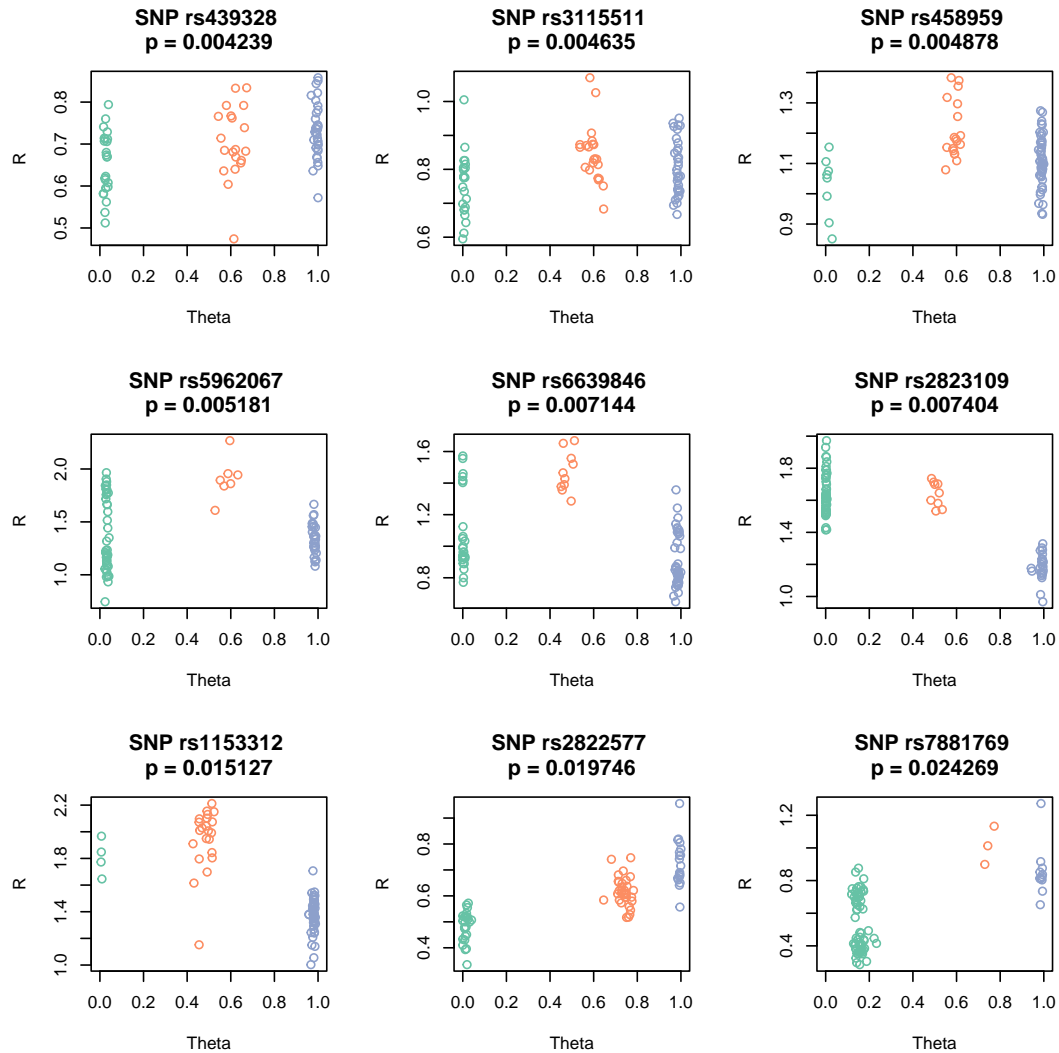 SNP rs439328
p = 0.004239
R
0.5 0.6 0.7 0.8
0.0 0.2 0.4 0.6 0.8 1.0
Theta
SNP rs3115511
p = 0.004635
R
0.6 0.8 1.0
0.0 0.2 0.4 0.6 0.8 1.0
Theta
SNP rs458959
p = 0.004878
R
0.9 1.1 1.3
0.0 0.2 0.4 0.6 0.8 1.0
Theta
SNP rs5962067
p = 0.005181
R
1.0 1.5 2.0
0.0 0.2 0.4 0.6 0.8 1.0
Theta
SNP rs6639846
p = 0.007144
R
0.8 1.2 1.6
0.0 0.2 0.4 0.6 0.8 1.0
Theta
SNP rs2823109
p = 0.007404
R
1.0 1.4 1.8
0.0 0.2 0.4 0.6 0.8 1.0
Theta
SNP rs1153312
p = 0.015127
R
1.0 1.4 1.8 2.2
0.0 0.2 0.4 0.6 0.8 1.0
Theta
SNP rs2822577
p = 0.019746
R
0.4 0.6 0.8
0.0 0.2 0.4 0.6 0.8 1.0
Theta
SNP rs7881769
p = 0.024269
R
0.4 0.8 1.2
0.0 0.2 0.4 0.6 0.8 1.0
Theta